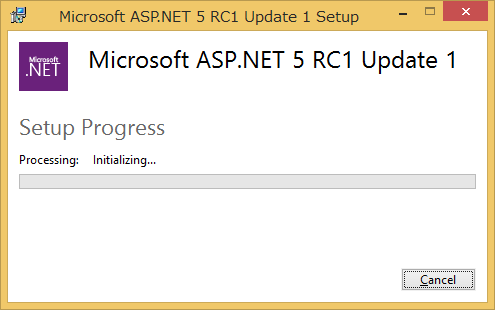 Microsoft ASP.NET 5 RC1 Update 1 Setup
Microsoft
.NET
Microsoft ASP.NET 5 RC1 Update 1
Setup Progress
Processing: Initializing...
Cancel